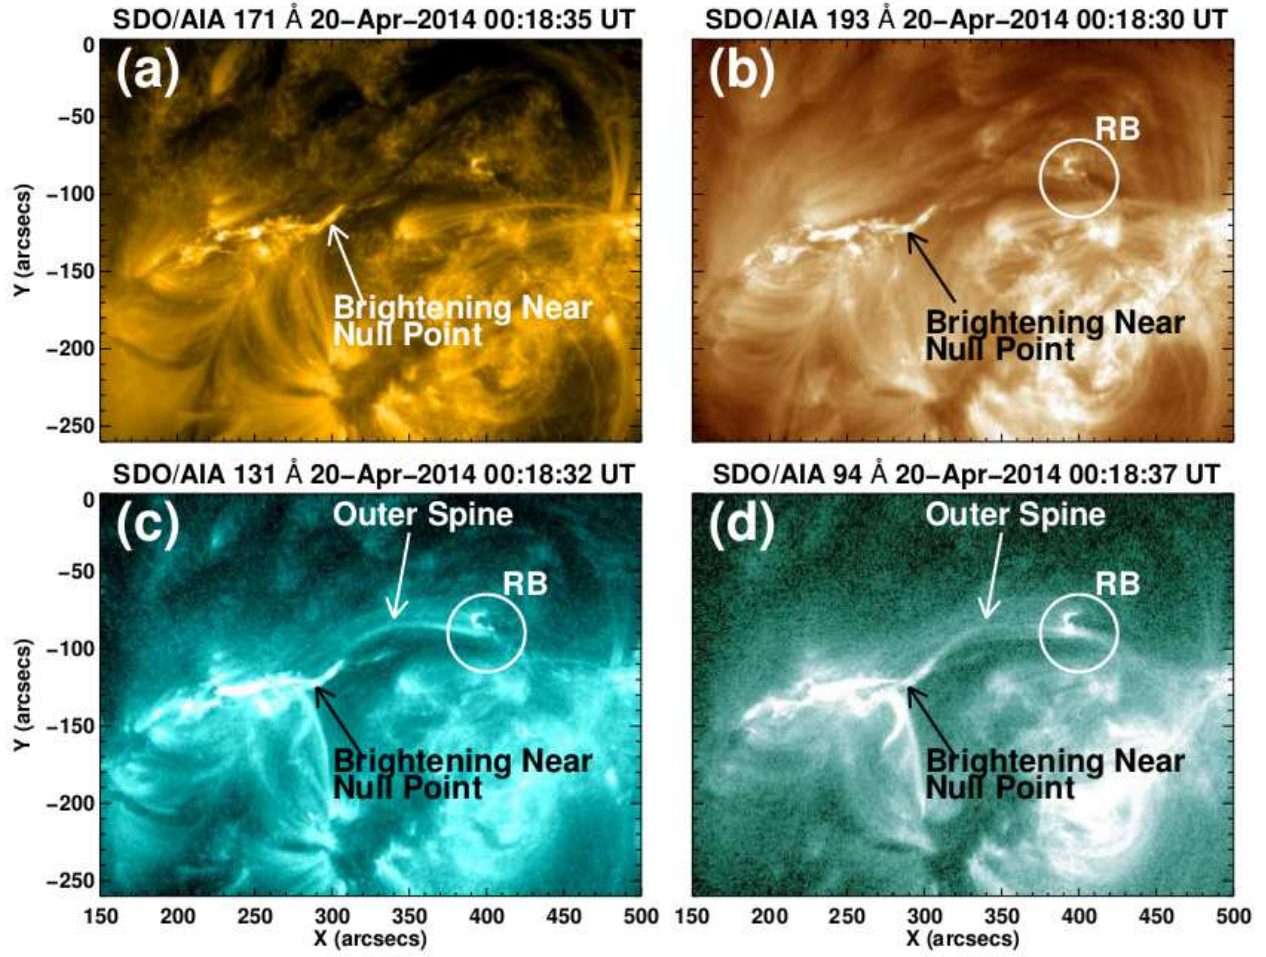 SDO/AIA 171 Å 20-Apr-2014 00:18:35 UT
SDO/AIA 193 Å 20-Apr-2014 00:18:30 UT
(a)
(b)
RB
Brightening Near
Null Point
Brightening Near
Null Point
0
-50
-100
-150
-200
-250
Y (arcsecs)
SDO/AIA 131 Å 20-Apr-2014 00:18:32 UT
SDO/AIA 94 Å 20-Apr-2014 00:18:37 UT
(c)
Outer Spine
RB
Brightening Near
Null Point
(d)
Outer Spine
RB
Brightening Near
Null Point
0
-50
-100
-150
-200
-250
Y (arcsecs)
150 200 250 300 350 400 450 500
X (arcsecs)
150 200 250 300 350 400 450 500
X (arcsecs)